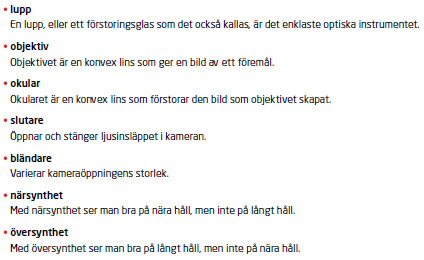 • lupp
En lupp, eller ett förstoringsglas som det också kallas, är det enklaste optiska instrumentet.
• objektiv
Objektivet är en konvex lins som ger en bild av ett föremål.
• okular
Okularet är en konvex lins som förstorar den bild som objektivet skapat.
• slutare
Öppnar och stänger ljusinsläppet i kameran.
• bländare
Varierar kameraöppningens storlek.
• närsynthet
Med närsynthet ser man bra på nära håll, men inte på långt håll.
• översynthet
Med översynthet ser man bra på långt håll, men inte på nära håll.